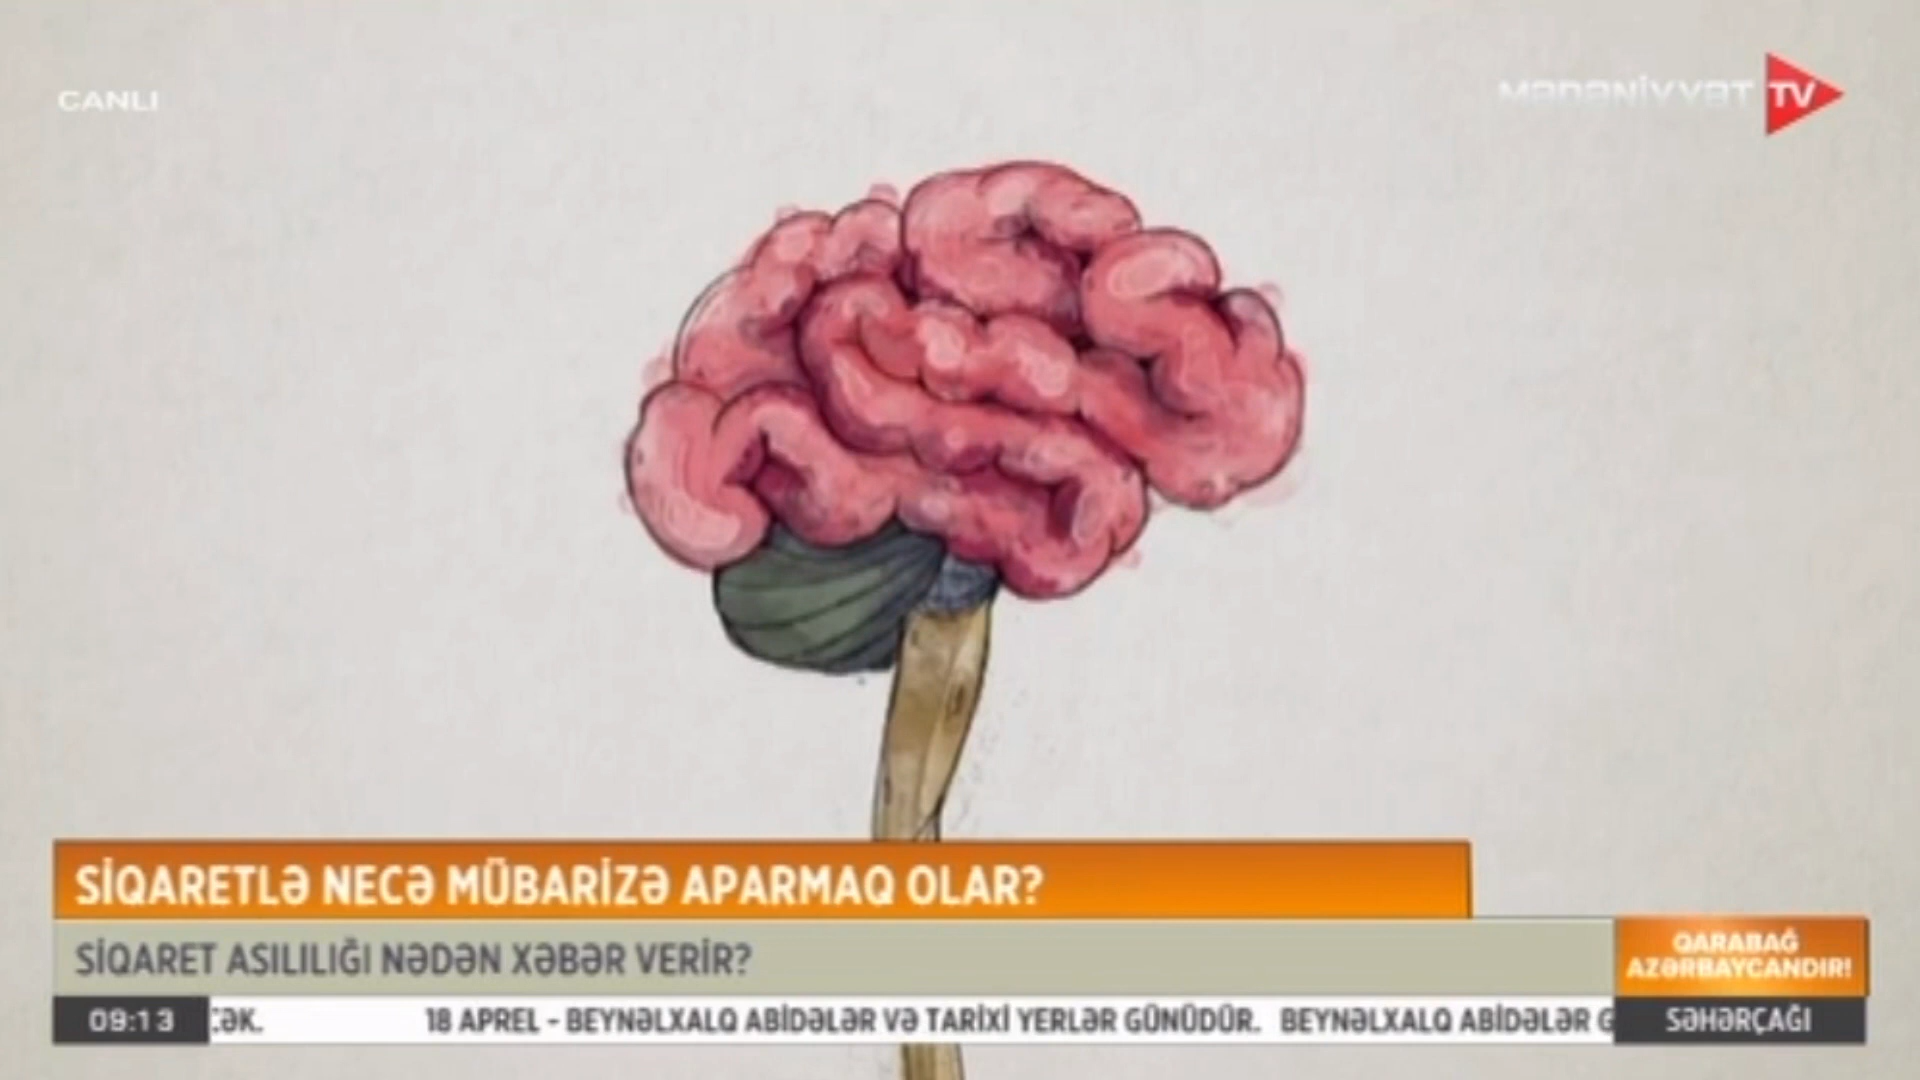 CANLI
MƏDƏNİYYƏT TV
SİQARETLƏ NECƏ MÜBARİZƏ APARMAQ OLAR?
SİQARET ASILILIĞI NƏDƏN XƏBƏR VERİR?
QARABAĞ
AZƏRBAYCANDIR!
09:13 ÇƏK. 18 APREL - BEYNƏLXALQ ABİDƏLƏR VƏ TARİXİ YERLƏR GÜNÜDÜR. BEYNƏLXALQ ABİDƏLƏR G
SƏHƏRÇAĞI